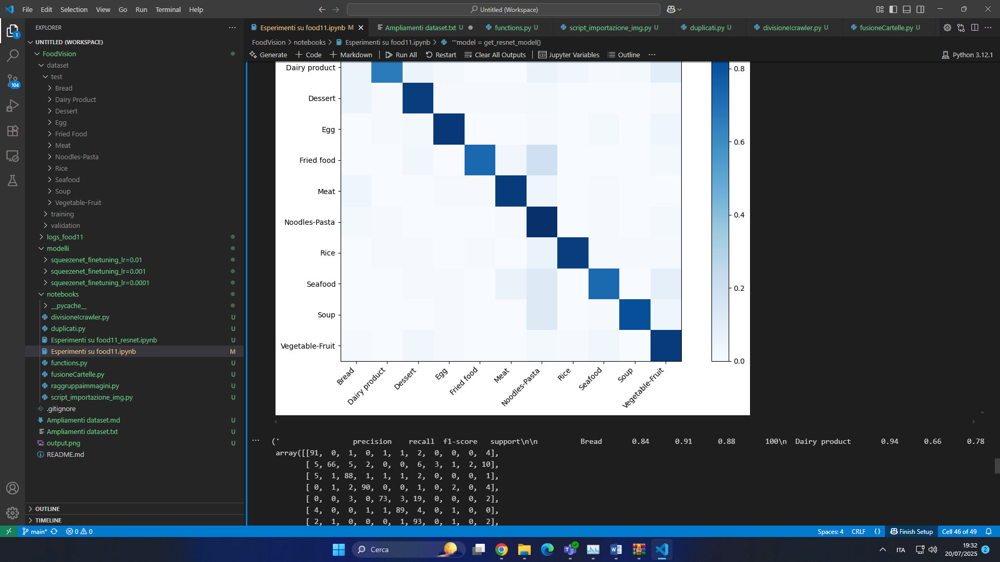 File Edit Selection View Go Run Terminal Help
Untitled (Workspace)
EXPLORER
1
UNTITLED (WORKSPACE)
FoodVision
dataset
test
Bread
Dairy Product
Dessert
Egg
Fried Food
Meat
Noodles-Pasta
Rice
Seafood
Soup
Vegetable-Fruit
training
validation
logs_food11
modelli
squeezenet_finetuning_lr=0.01
squeezenet_finetuning_lr=0.001
squeezenet_finetuning_lr=0.0001
notebooks
__pycache__
divisioneIcrawler.py U
duplicati.py U
Esperimenti su food11_resnet.ipynb U
Esperimenti su food11.ipynb M
functions.py U
fusioneCartelle.py U
raggruppaimmagini.py U
script_importazione_img.py U
.gitignore
Ampliamenti dataset.md U
Ampliamenti dataset.txt U
output.png U
README.md
OUTLINE
TIMELINE
104
Esperimenti su food11.ipynb M Ampliamenti dataset.txt U functions.py U script_importazione_img.py U duplicati.py U divisioneIcrawler.py U fusioneCartelle.py U
FoodVision > notebooks > Esperimenti su food11.ipynb > '''model = get_resnet_model()
Generate + Code + Markdown Run All Restart Clear All Outputs Jupyter Variables Outline ... Python 3.12.1
Dairy product
Dessert
Egg
Fried food
Meat
Noodles-Pasta
Rice
Seafood
Soup
Vegetable-Fruit
Bread
Dairy product
Dessert
Egg
Fried food
Meat
Noodles-Pasta
Rice
Seafood
Soup
Vegetable-Fruit
0.8
0.6
0.4
0.2
0.0
('              precision    recall  f1-score   support\n\n          Bread       0.84      0.91      0.88       100\n  Dairy product       0.94      0.66      0.78
array([[91,  0,  1,  0,  1,  1,  2,  0,  0,  0,  4],
[ 5, 66,  5,  2,  0,  0,  6,  3,  1,  2, 10],
[ 5,  1, 88,  1,  1,  1,  2,  0,  0,  0,  1],
[ 0,  1,  2, 90,  0,  0,  1,  0,  2,  0,  4],
[ 0,  0,  3,  0, 73,  3, 19,  0,  0,  0,  2],
[ 4,  0,  0,  1,  1, 89,  4,  0,  1,  0,  0],
[ 2,  1,  0,  0,  0,  1, 93,  0,  1,  0,  2],
main* 0 0 Spaces: 4 CRLF {} Finish Setup Cell 46 of 49
Cerca
ITA
19:32
20/07/2025
2